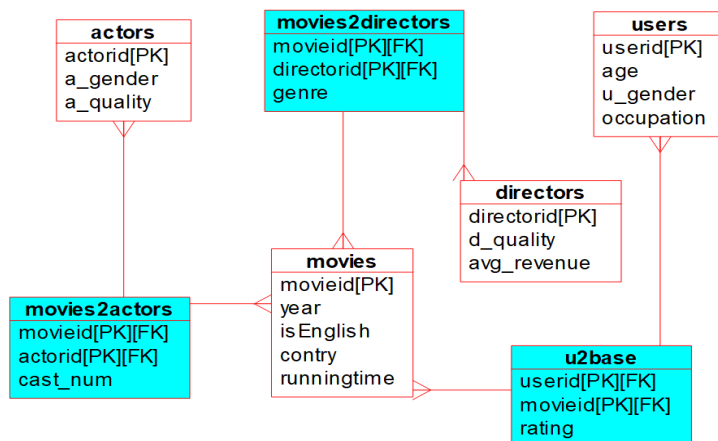 actors
actorid[PK]
a_gender
a_quality
movies2directors
movieid[PK][FK]
directorid[PK][FK]
genre
users
userid[PK]
age
u_gender
occupation
directors
directorid[PK]
d_quality
avg_revenue
movies
movieid[PK]
year
isEnglish
contry
runningtime
movies2actors
movieid[PK][FK]
actorid[PK][FK]
cast_num
u2base
userid[PK][FK]
movieid[PK][FK]
rating